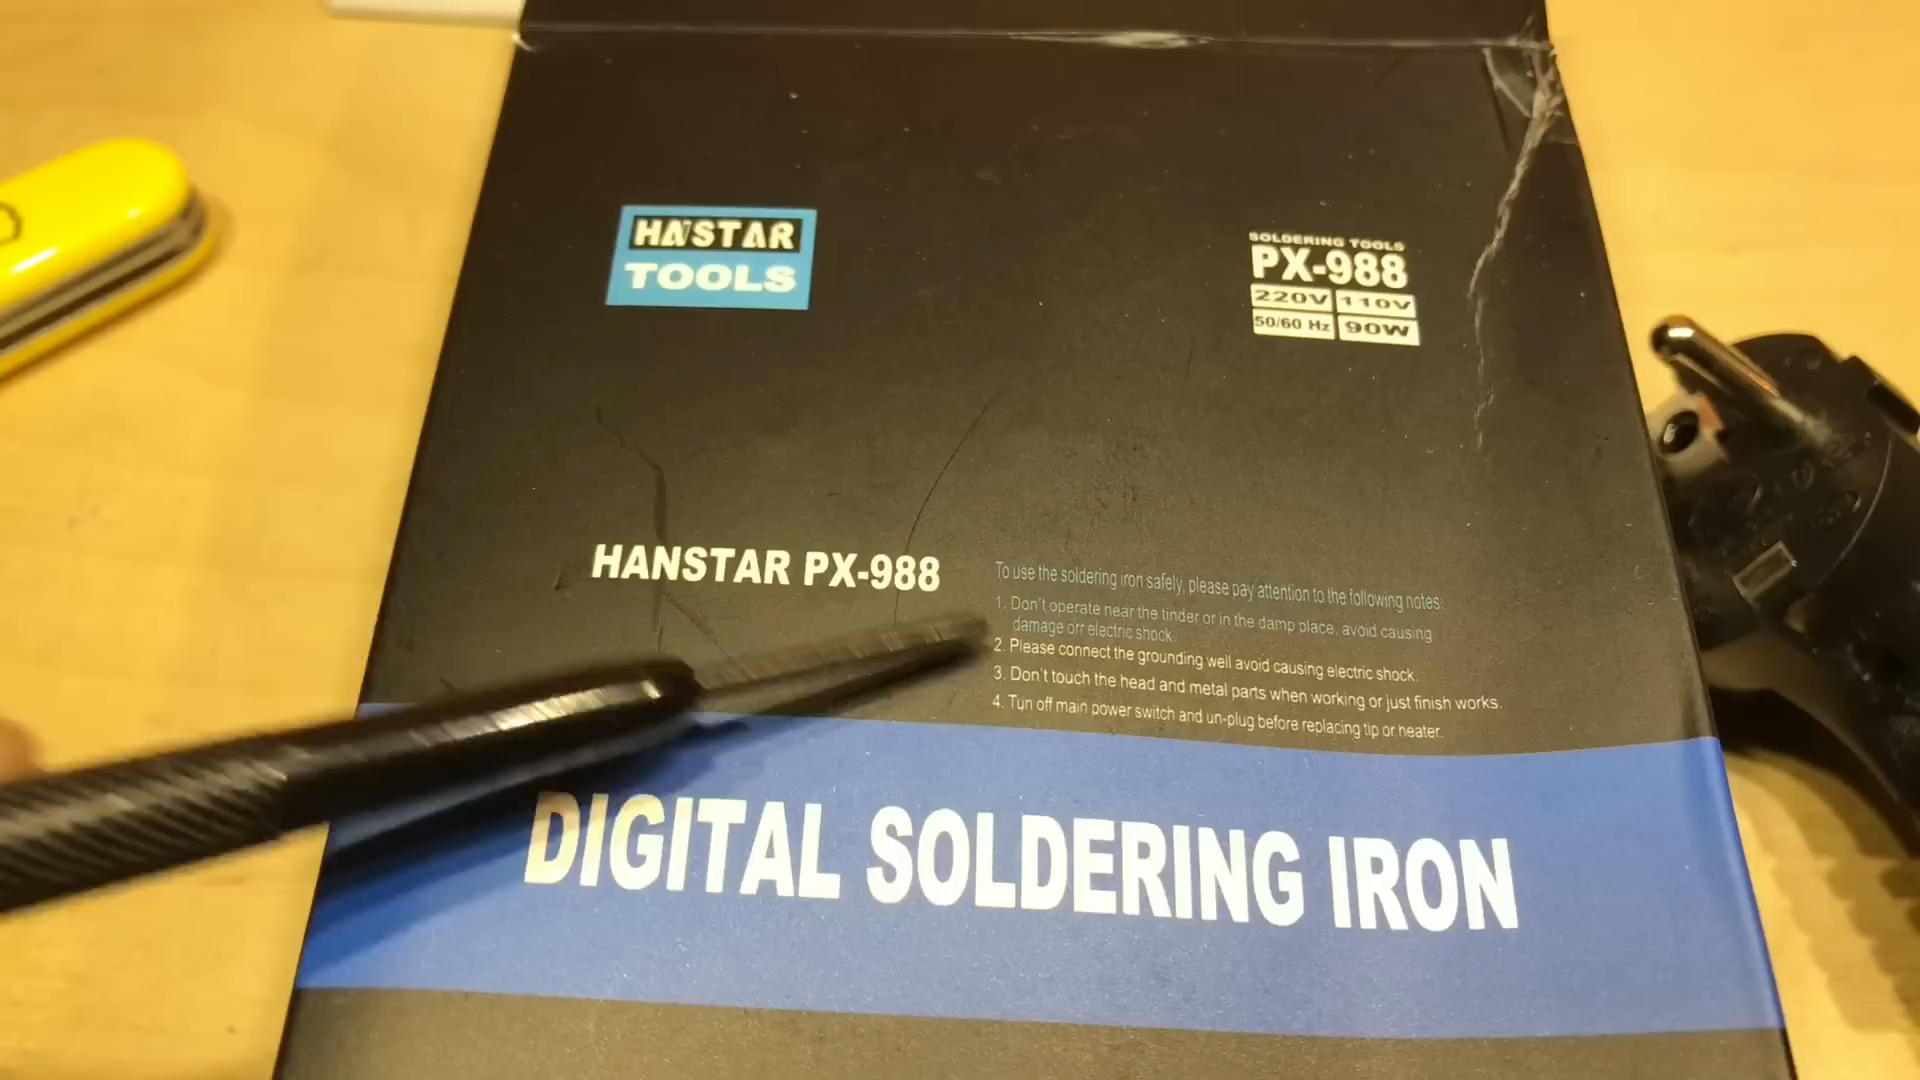 HANSTAR
TOOLS
SOLDERING TOOLS
PX-988
220V 110V
50/60 Hz 90W
HANSTAR PX-988
To use the soldering iron safely, please pay attention to the following notes:
1. Don't operate near the tinder or in the damp place, avoid causing
damage orr electric shock.
2. Please connect the grounding well avoid causing electric shock.
3. Don't touch the head and metal parts when working or just finish works.
4. Tun off main power switch and un-plug before replacing tip or heater.
DIGITAL SOLDERING IRON